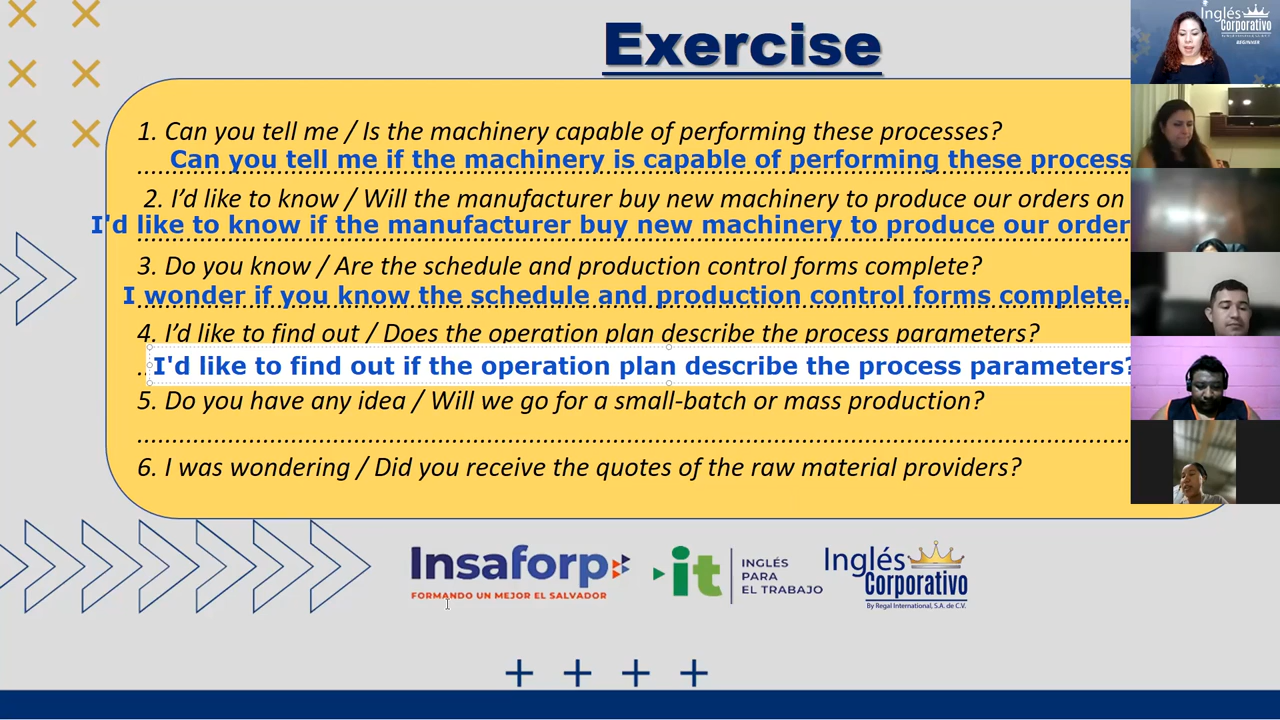 Exercise
1. Can you tell me / Is the machinery capable of performing these processes?
Can you tell me if the machinery is capable of performing these process
2. I’d like to know / Will the manufacturer buy new machinery to produce our orders on
I'd like to know if the manufacturer buy new machinery to produce our order
3. Do you know / Are the schedule and production control forms complete?
I wonder if you know the schedule and production control forms complete.
4. I’d like to find out / Does the operation plan describe the process parameters?
I'd like to find out if the operation plan describe the process parameters?
5. Do you have any idea / Will we go for a small-batch or mass production?
6. I was wondering / Did you receive the quotes of the raw material providers?
Insaforp
FORMANDO UN MEJOR EL SALVADOR
it
INGLÉS
PARA
EL TRABAJO
Inglés
Corporativo
By Regal International, S.A. de C.V.
Inglés
Corporativo
BEGINNER